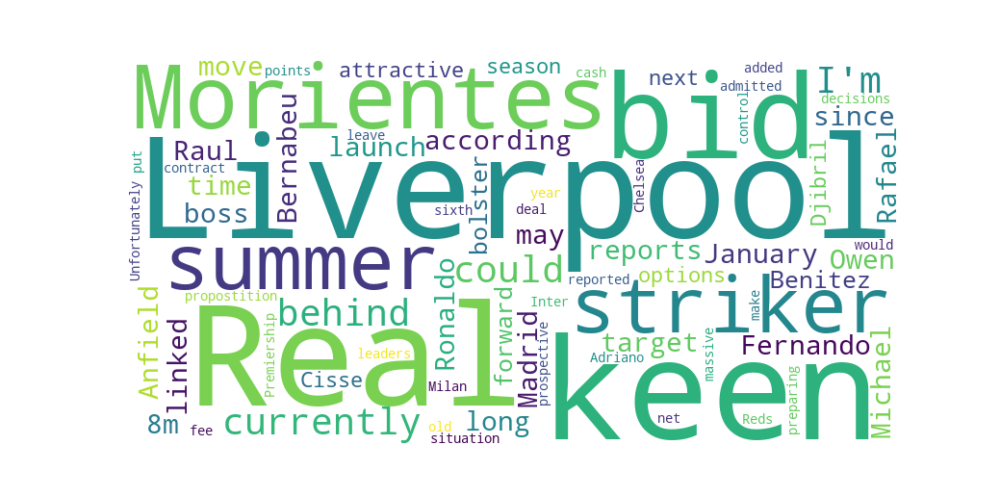 move points attractive season cash next added admitted I'm
Morientes bid decisions
since
Liverpool
put Raul contract leave launch according control Rafael
Unfortunately time Bernabeu bolster Chelsea Djibril
boss sixth deal year
summer may reports January would Owen
could reported options Benitez
Real striker
Anfield propostition behind Ronaldo forward Inter make
linked Premiership leaders Madrid prospective target massive Fernando Michael
Cisse Milan Adriano keen preparing
8m fee currently old situation long net Reds